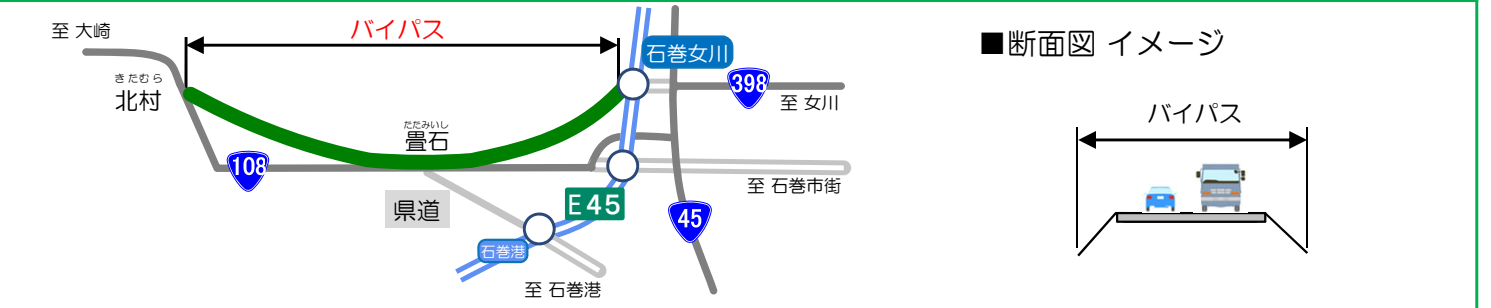 至 大崎
バイパス
石巻女川
きたむら
北村
398
至 女川
たたみいし
畳石
108
至 石巻市街
県道
E45
45
石巻港
至 石巻港
■断面図 イメージ
バイパス